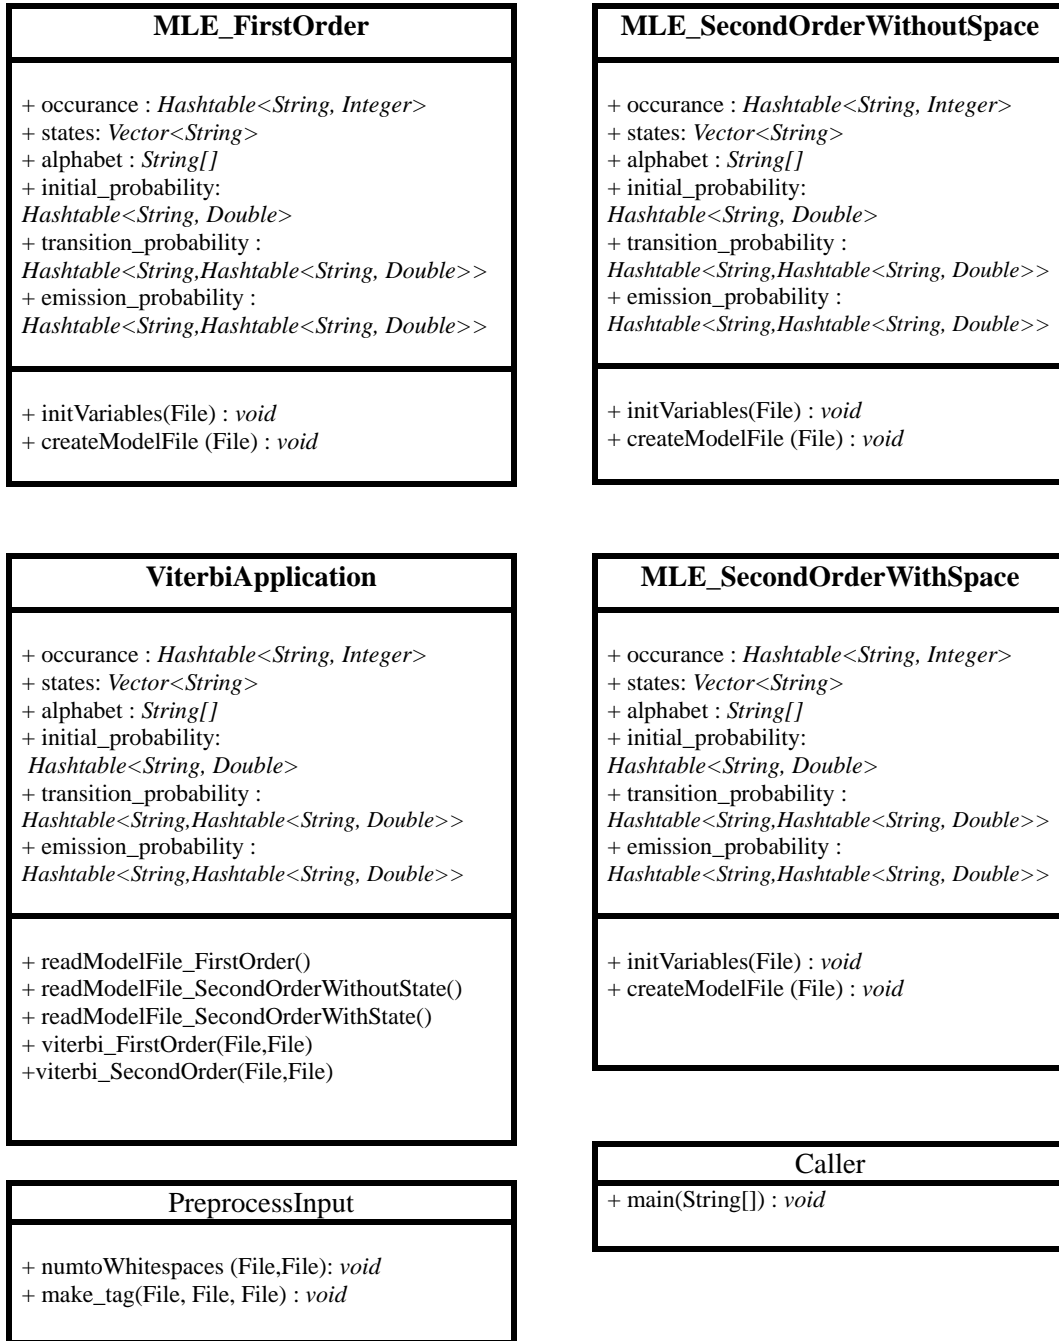 MLE_FirstOrder
+ occurance : Hashtable<String, Integer>
+ states: Vector<String>
+ alphabet : String[]
+ initial_probability:
Hashtable<String, Double>
+ transition_probability :
Hashtable<String,Hashtable<String, Double>>
+ emission_probability :
Hashtable<String,Hashtable<String, Double>>
+ initVariables(File) : void
+ createModelFile (File) : void
MLE_SecondOrderWithoutSpace
+ occurance : Hashtable<String, Integer>
+ states: Vector<String>
+ alphabet : String[]
+ initial_probability:
Hashtable<String, Double>
+ transition_probability :
Hashtable<String,Hashtable<String, Double>>
+ emission_probability :
Hashtable<String,Hashtable<String, Double>>
+ initVariables(File) : void
+ createModelFile (File) : void
ViterbiApplication
+ occurance : Hashtable<String, Integer>
+ states: Vector<String>
+ alphabet : String[]
+ initial_probability:
Hashtable<String, Double>
+ transition_probability :
Hashtable<String,Hashtable<String, Double>>
+ emission_probability :
Hashtable<String,Hashtable<String, Double>>
+ readModelFile_FirstOrder()
+ readModelFile_SecondOrderWithoutState()
+ readModelFile_SecondOrderWithState()
+ viterbi_FirstOrder(File,File)
+viterbi_SecondOrder(File,File)
MLE_SecondOrderWithSpace
+ occurance : Hashtable<String, Integer>
+ states: Vector<String>
+ alphabet : String[]
+ initial_probability:
Hashtable<String, Double>
+ transition_probability :
Hashtable<String,Hashtable<String, Double>>
+ emission_probability :
Hashtable<String,Hashtable<String, Double>>
+ initVariables(File) : void
+ createModelFile (File) : void
PreprocessInput
+ numtoWhitespaces (File,File): void
+ make_tag(File, File, File) : void
Caller
+ main(String[]) : void